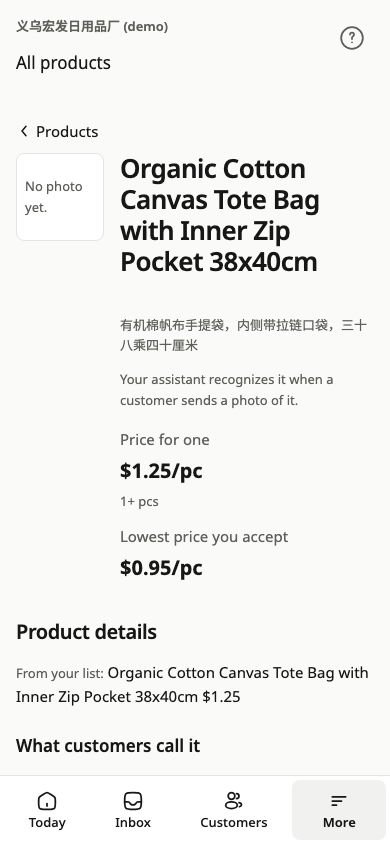 义乌宏发日用品厂 (demo)
All products
Products
No photo
yet.
Organic Cotton
Canvas Tote Bag
with Inner Zip
Pocket 38x40cm
有机棉帆布手提袋，内侧带拉链口袋，三十
八乘四十厘米
Your assistant recognizes it when a
customer sends a photo of it.
Price for one
$1.25/pc
1+ pcs
Lowest price you accept
$0.95/pc
Product details
From your list: Organic Cotton Canvas Tote Bag with
Inner Zip Pocket 38x40cm $1.25
What customers call it
Today
Inbox
Customers
More